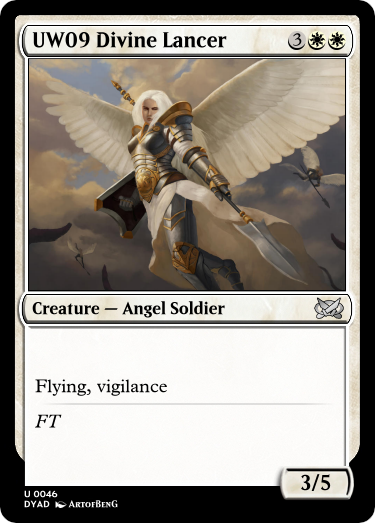 UW09 Divine Lancer 3
Creature — Angel Soldier
Flying, vigilance
FT
3/5
U 0046
DYAD ArtofBenG